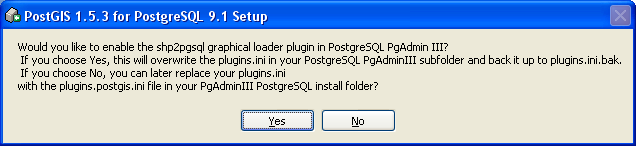 PostGIS 1.5.3 for PostgreSQL 9.1 Setup
Would you like to enable the shp2pgsql graphical loader plugin in PostgreSQL PgAdmin III?
If you choose Yes, this will overwrite the plugins.ini in your PostgreSQL PgAdminIII subfolder and back it up to plugins.ini.bak.
If you choose No, you can later replace your plugins.ini
with the plugins.postgis.ini file in your PgAdminIII PostgreSQL install folder?
Yes No